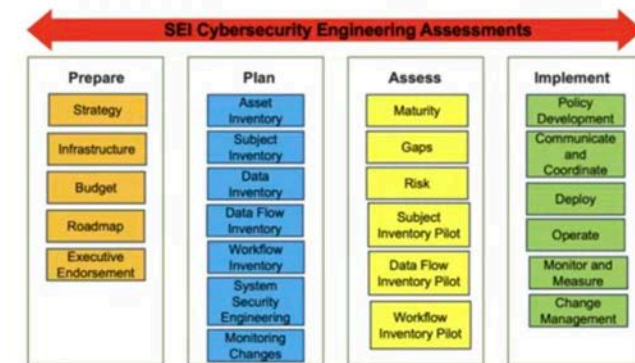 SEI Cybersecurity Engineering Assessments
Prepare
Strategy
Infrastructure
Budget
Roadmap
Executive
Endorsement
Plan
Asset
Inventory
Subject
Inventory
Data
Inventory
Data Flow
Inventory
Workflow
Inventory
System
Security
Engineering
Monitoring
Changes
Assess
Maturity
Gaps
Risk
Subject
Inventory Pilot
Data Flow
Inventory Pilot
Workflow
Inventory Pilot
Implement
Policy
Development
Communicate
and
Coordinate
Deploy
Operate
Monitor and
Measure
Change
Management